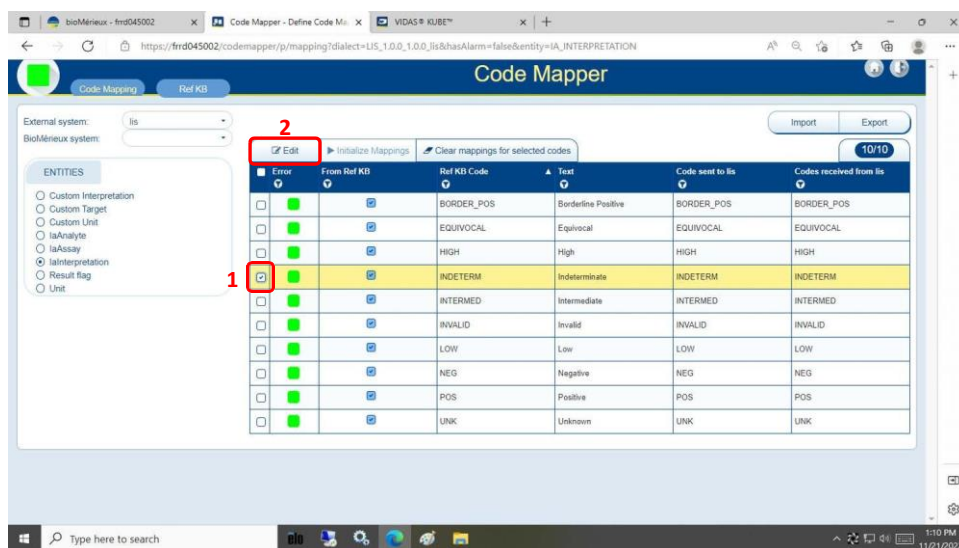 bioMérieux - frrd045002
Code Mapper - Define Code Ma
VIDAS® KUBE™
https://frrd045002/codemapper/p/mapping?dialect=LIS_1.0.0_1.0.0_lis&hasAlarm=false&entity=IA_INTERPRETATION
Code Mapper
Code Mapping Ref KB
External system: lis
BioMérieux system:
Import Export
2
Edit Initialize Mappings Clear mappings for selected codes 10/10
ENTITIES
Custom Interpretation
Custom Target
Custom Unit
IaAnalyte
IaAssay
IaInterpretation
Result flag
Unit
1
Error From Ref KB Ref KB Code Text Code sent to lis Codes received from lis
BORDER_POS Borderline Positive BORDER_POS BORDER_POS
EQUIVOCAL Equivocal EQUIVOCAL EQUIVOCAL
HIGH High HIGH HIGH
INDETERM Indeterminate INDETERM INDETERM
INTERMED Intermediate INTERMED INTERMED
INVALID Invalid INVALID INVALID
LOW Low LOW LOW
NEG Negative NEG NEG
POS Positive POS POS
UNK Unknown UNK UNK
Type here to search
elo
1:10 PM